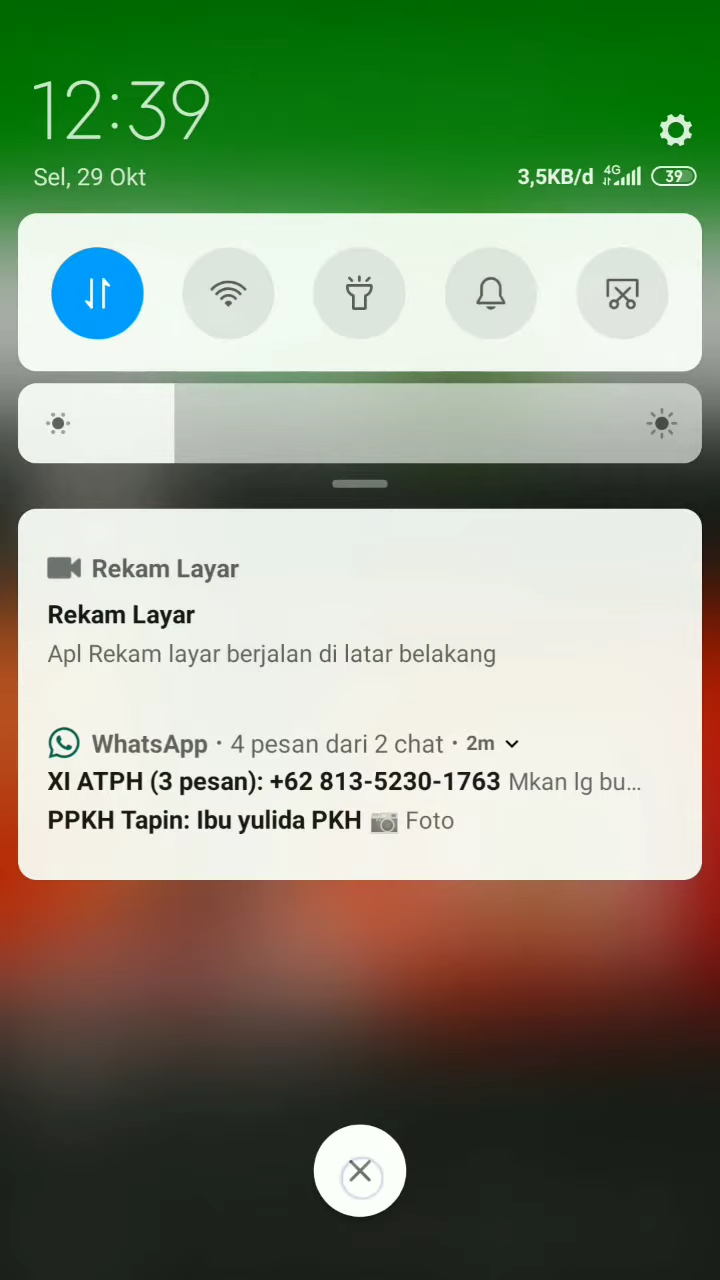 12:39
Sel, 29 Okt
3,5KB/d 4G 39
Rekam Layar
Rekam Layar
Apl Rekam layar berjalan di latar belakang
WhatsApp • 4 pesan dari 2 chat • 2m
XI ATPH (3 pesan): +62 813-5230-1763 Mkan lg bu...
PPKH Tapin: Ibu yulida PKH 📷 Foto